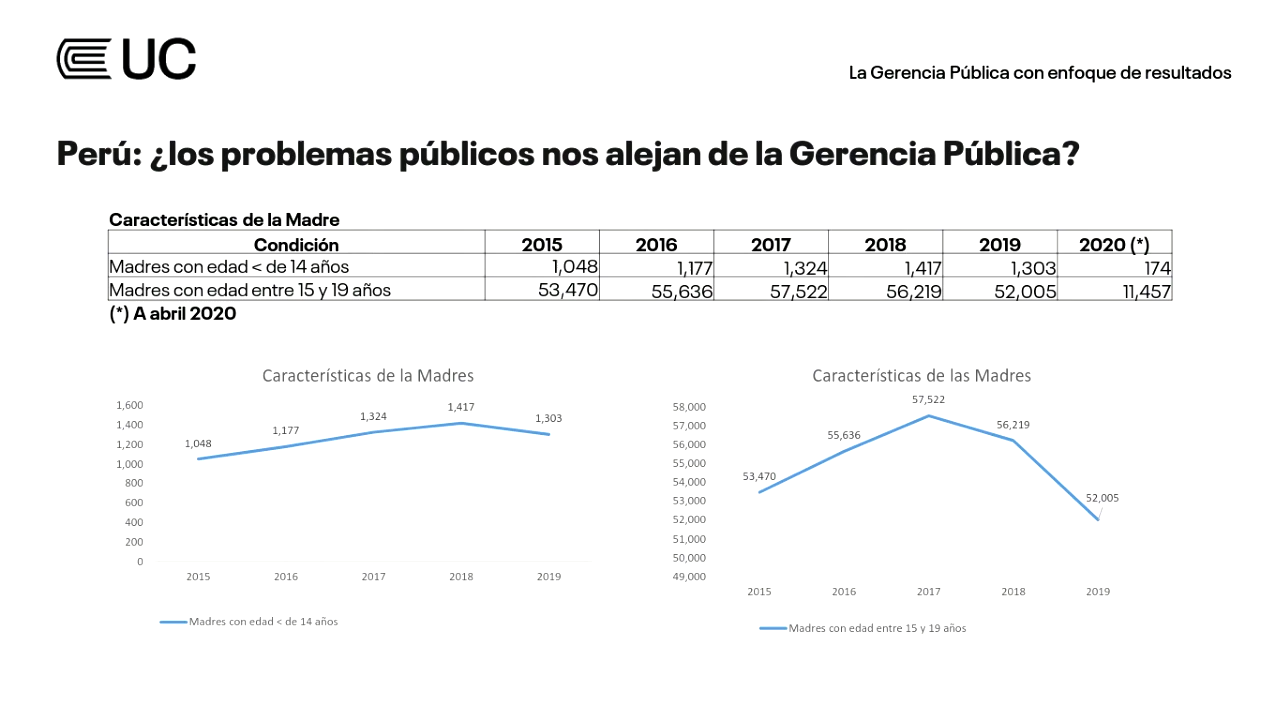 UC
La Gerencia Pública con enfoque de resultados
Perú: ¿los problemas públicos nos alejan de la Gerencia Pública?
Características de la Madre
Condición 2015 2016 2017 2018 2019 2020 (*)
Madres con edad < de 14 años 1,048 1,177 1,324 1,417 1,303 174
Madres con edad entre 15 y 19 años 53,470 55,636 57,522 56,219 52,005 11,457
(*) A abril 2020
Características de la Madres
1,600
1,400
1,200
1,000
800
600
400
200
0
1,048 1,177 1,324 1,417 1,303
2015 2016 2017 2018 2019
Madres con edad < de 14 años
Características de las Madres
58,000
57,000
56,000
55,000
54,000
53,000
52,000
51,000
50,000
49,000
53,470 55,636 57,522 56,219 52,005
2015 2016 2017 2018 2019
Madres con edad entre 15 y 19 años